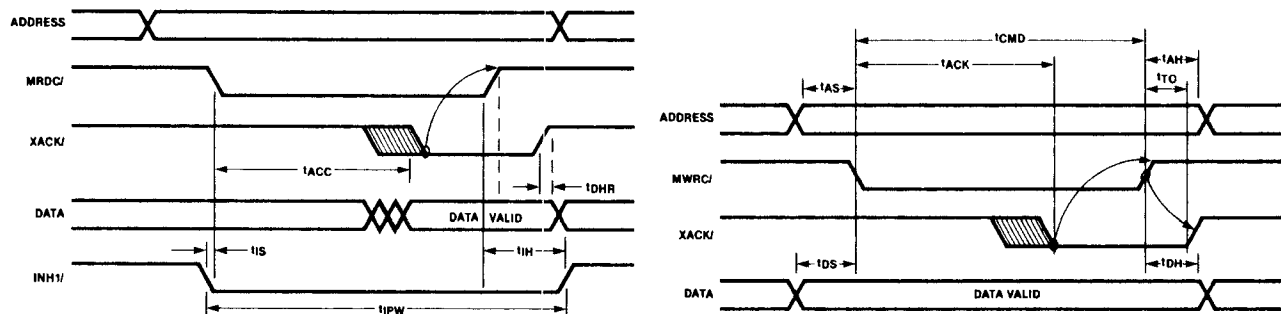 ADDRESS
MRDC/
XACK/
tACC
tDHR
DATA
DATA VALID
tIS
tIH
INH1/
tIPW
tCMD
tACK
tAH
tTO
tAS
ADDRESS
MWRC/
XACK/
tDS
tDH
DATA
DATA VALID